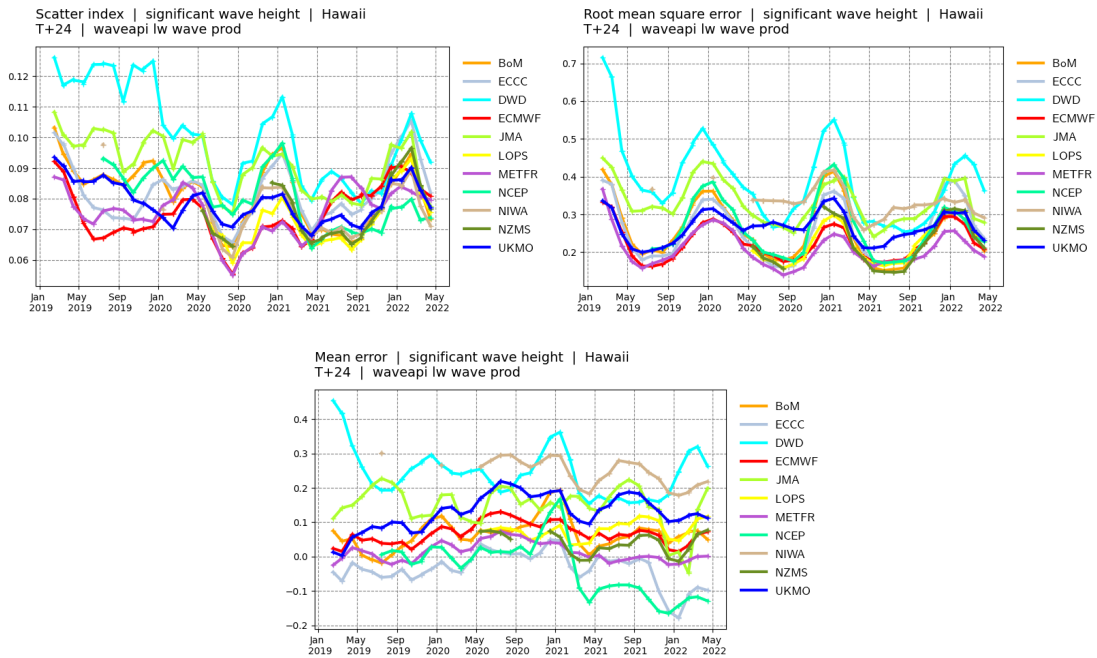 Scatter index | significant wave height | Hawaii
T+24 | waveapi lw wave prod
0.12
0.11
0.10
0.09
0.08
0.07
0.06
Jan 2019
May 2019
Sep 2019
Jan 2020
May 2020
Sep 2020
Jan 2021
May 2021
Sep 2021
Jan 2022
May 2022
BoM
ECCC
DWD
ECMWF
JMA
LOPS
METFR
NCEP
NIWA
NZMS
UKMO
Root mean square error | significant wave height | Hawaii
T+24 | waveapi lw wave prod
0.7
0.6
0.5
0.4
0.3
0.2
Jan 2019
May 2019
Sep 2019
Jan 2020
May 2020
Sep 2020
Jan 2021
May 2021
Sep 2021
Jan 2022
May 2022
BoM
ECCC
DWD
ECMWF
JMA
LOPS
METFR
NCEP
NIWA
NZMS
UKMO
Mean error | significant wave height | Hawaii
T+24 | waveapi lw wave prod
0.4
0.3
0.2
0.1
0.0
−0.1
−0.2
Jan 2019
May 2019
Sep 2019
Jan 2020
May 2020
Sep 2020
Jan 2021
May 2021
Sep 2021
Jan 2022
May 2022
BoM
ECCC
DWD
ECMWF
JMA
LOPS
METFR
NCEP
NIWA
NZMS
UKMO